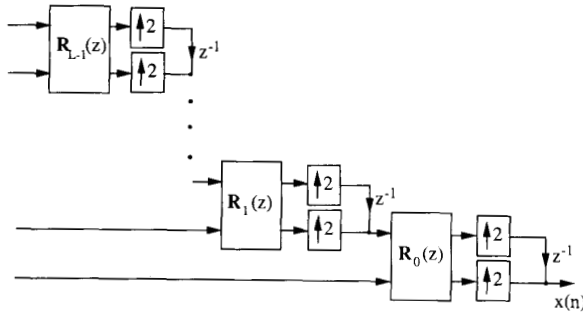 R_{L-1}(z)
↑2
z^{-1}
↑2
R_1(z)
↑2
z^{-1}
↑2
R_0(z)
↑2
z^{-1}
↑2
x(n)